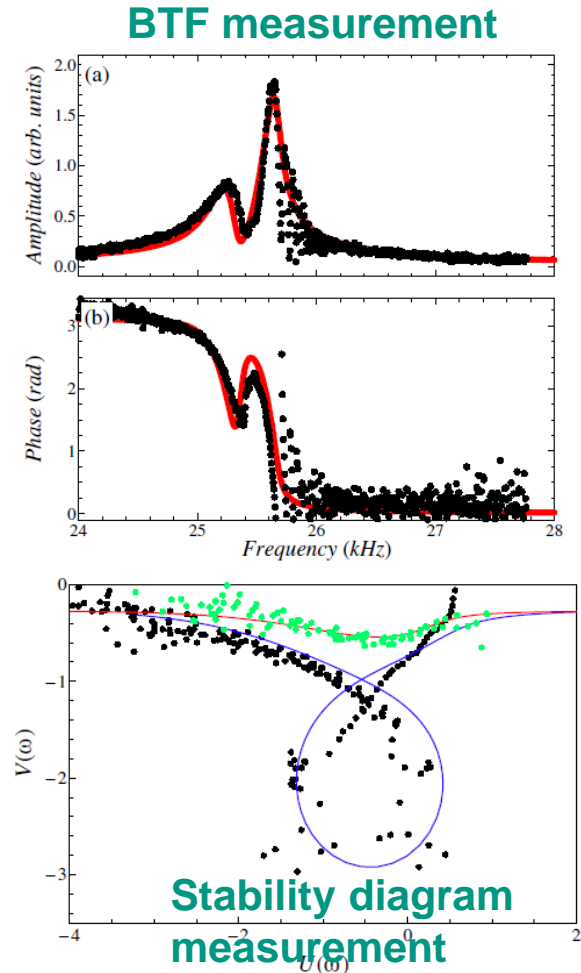 BTF measurement
(a)
Amplitude (arb. units)
2.0
1.5
1.0
0.5
0.0
(b)
Phase (rad)
3
2
1
0
24 25 26 27 28
Frequency (kHz)
V(ω)
0
−1
−2
−3
Stability diagram
−4 −2 0 2
measurement
U(ω)